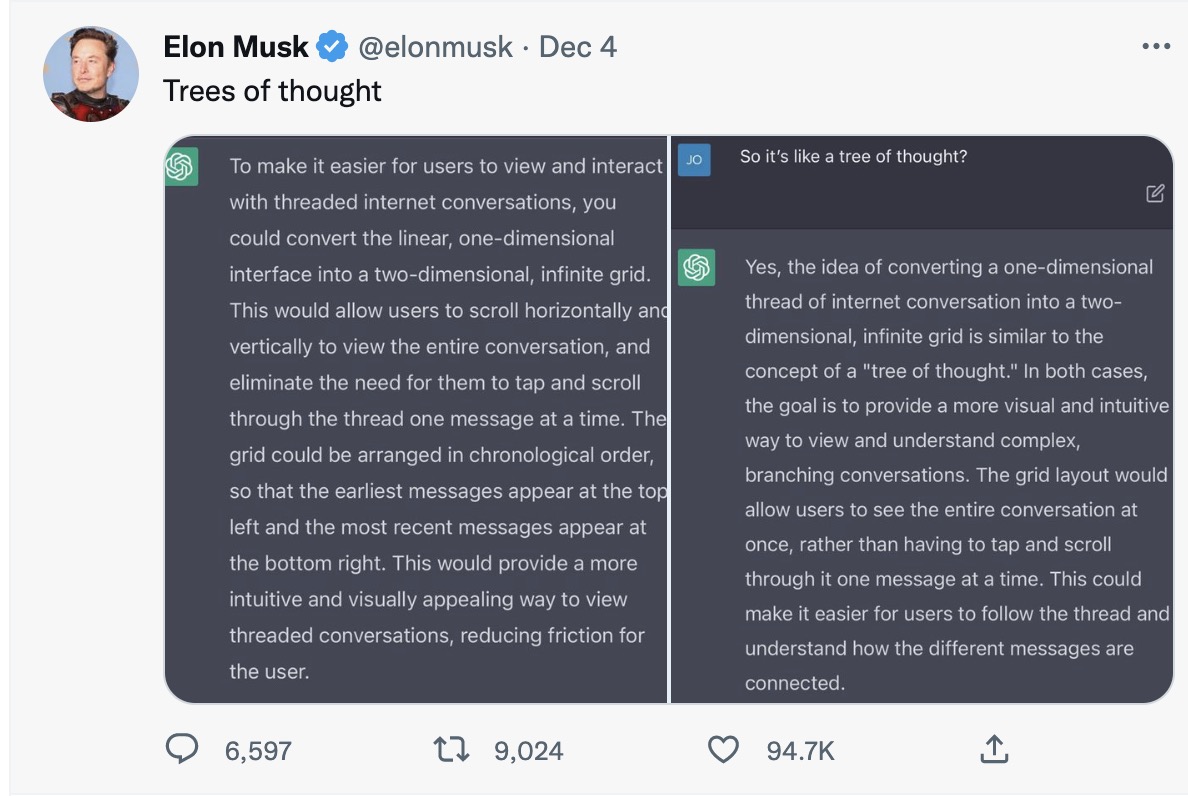 Elon Musk @elonmusk · Dec 4
Trees of thought
To make it easier for users to view and interact
with threaded internet conversations, you
could convert the linear, one-dimensional
interface into a two-dimensional, infinite grid.
This would allow users to scroll horizontally and
vertically to view the entire conversation, and
eliminate the need for them to tap and scroll
through the thread one message at a time. The
grid could be arranged in chronological order,
so that the earliest messages appear at the top
left and the most recent messages appear at
the bottom right. This would provide a more
intuitive and visually appealing way to view
threaded conversations, reducing friction for
the user.
JO So it's like a tree of thought?
Yes, the idea of converting a one-dimensional
thread of internet conversation into a two-
dimensional, infinite grid is similar to the
concept of a "tree of thought." In both cases,
the goal is to provide a more visual and intuitive
way to view and understand complex,
branching conversations. The grid layout would
allow users to see the entire conversation at
once, rather than having to tap and scroll
through it one message at a time. This could
make it easier for users to follow the thread and
understand how the different messages are
connected.
6,597 9,024 94.7K